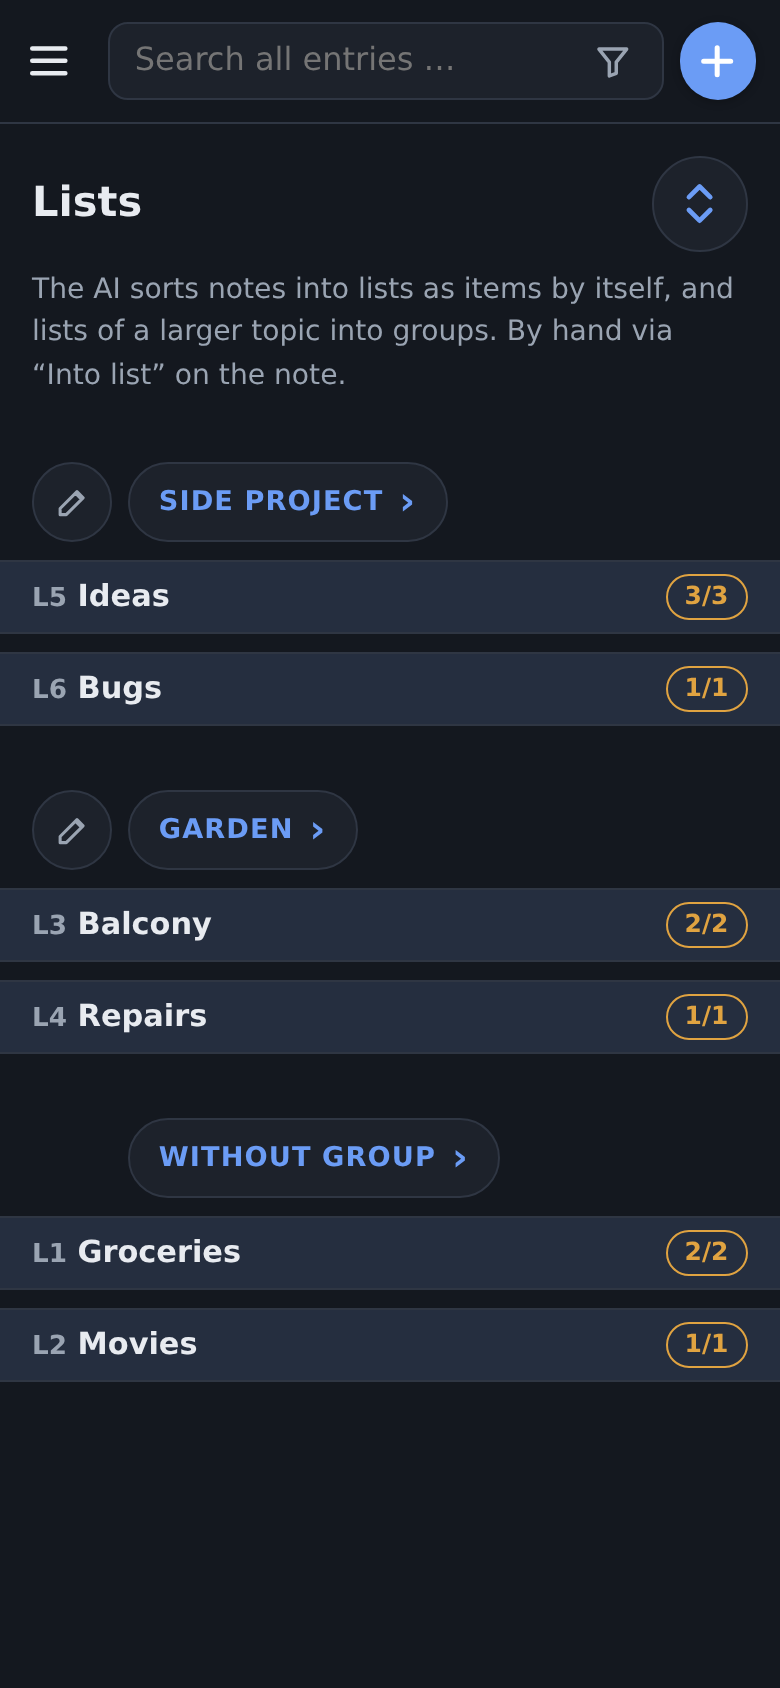 Search all entries ...
Lists
The AI sorts notes into lists as items by itself, and
lists of a larger topic into groups. By hand via
“Into list” on the note.
SIDE PROJECT ›
L5 Ideas 3/3
L6 Bugs 1/1
GARDEN ›
L3 Balcony 2/2
L4 Repairs 1/1
WITHOUT GROUP ›
L1 Groceries 2/2
L2 Movies 1/1